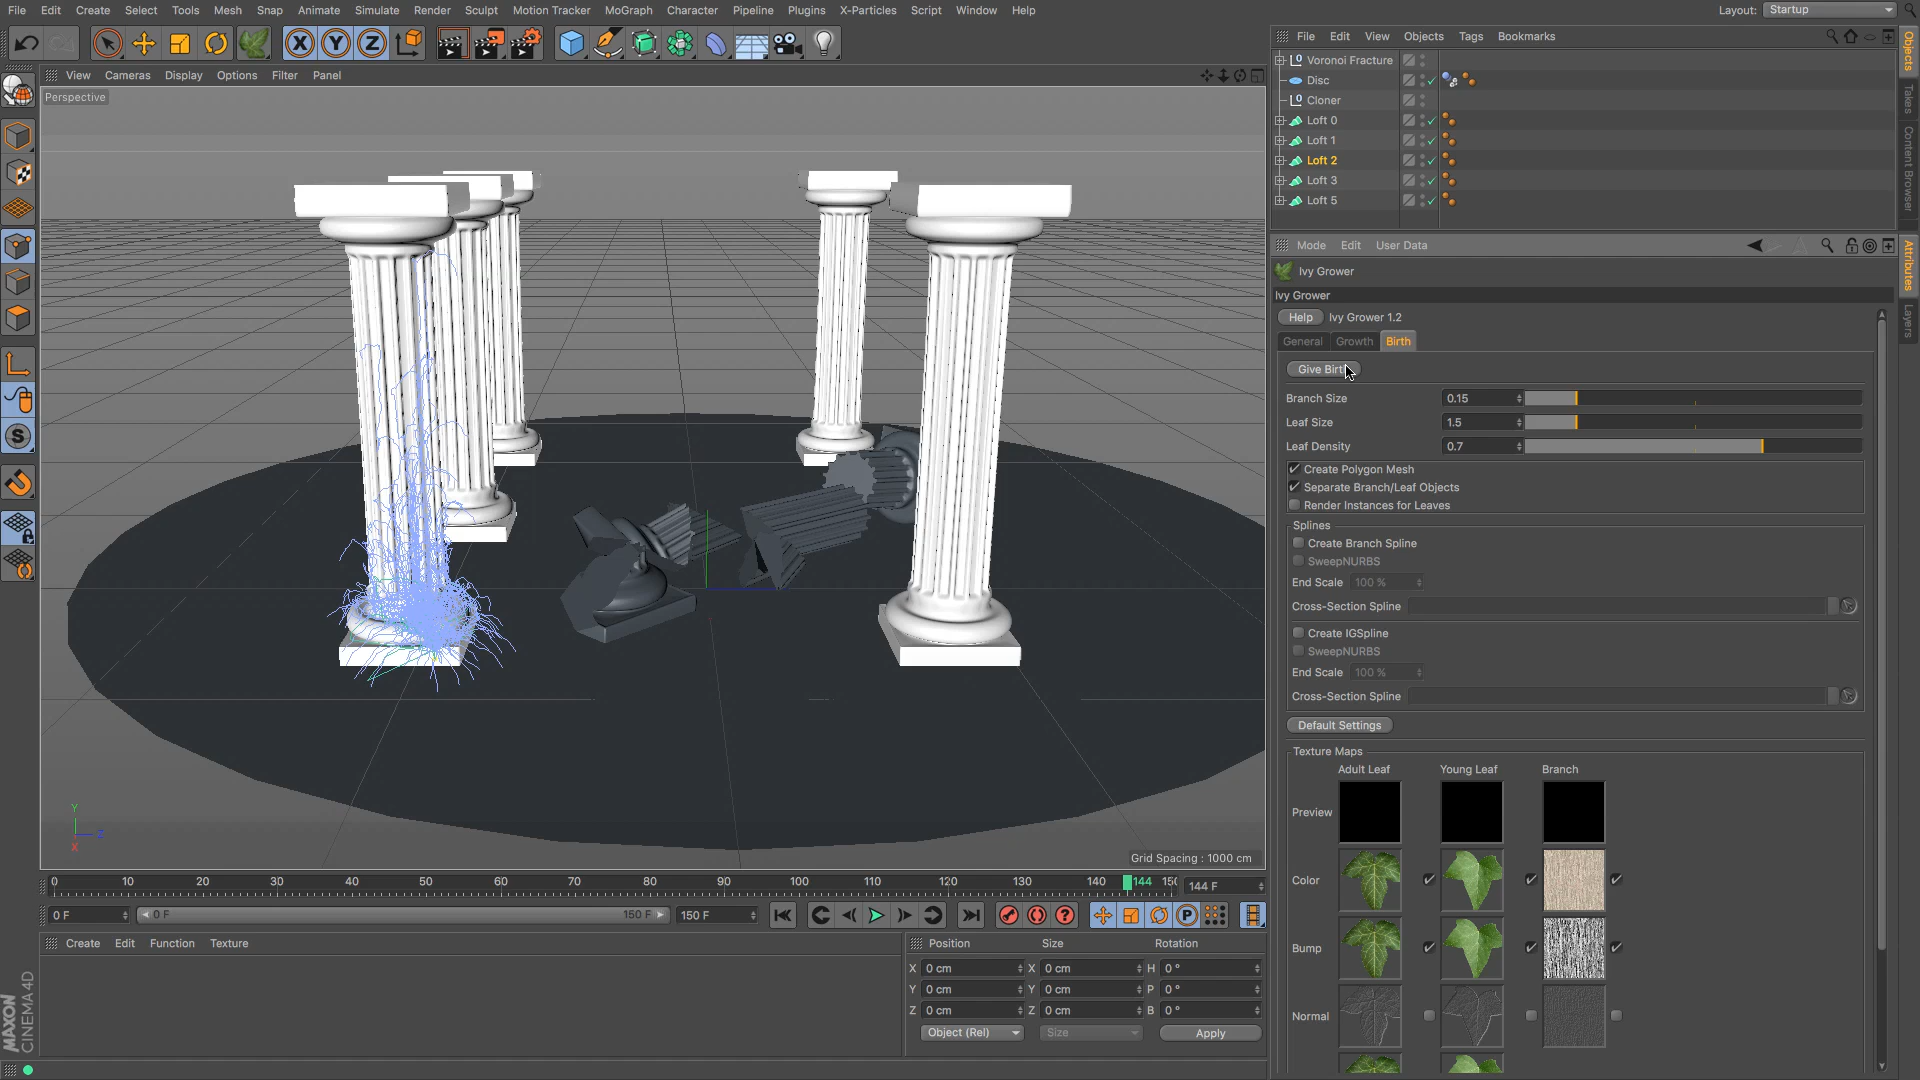 File Edit Create Select Tools Mesh Snap Animate Simulate Render Sculpt Motion Tracker MoGraph Character Pipeline Plugins X-Particles Script Window Help
Layout: Startup
X Y Z
View Cameras Display Options Filter Panel
Perspective
File Edit View Objects Tags Bookmarks
Voronoi Fracture
Disc
Cloner
Loft 0
Loft 1
Loft 2
Loft 3
Loft 5
Objects
Takes
Content Browser
Attributes
Layers
Mode Edit User Data
Ivy Grower
Ivy Grower
Help Ivy Grower 1.2
General Growth Birth
Give Birth
Branch Size 0.15
Leaf Size 1.5
Leaf Density 0.7
Create Polygon Mesh
Separate Branch/Leaf Objects
Render Instances for Leaves
Splines
Create Branch Spline
SweepNURBS
End Scale 100 %
Cross-Section Spline
Create IGSpline
SweepNURBS
End Scale 100 %
Cross-Section Spline
Default Settings
Texture Maps
Adult Leaf Young Leaf Branch
Preview
Color
Bump
Normal
Y
Z
X
Grid Spacing : 1000 cm
0 10 20 30 40 50 60 70 80 90 100 110 120 130 140 144 150
144 F
0 F 0 F 150 F 150 F
P
Create Edit Function Texture
Position Size Rotation
X 0 cm X 0 cm H 0 °
Y 0 cm Y 0 cm P 0 °
Z 0 cm Z 0 cm B 0 °
Object (Rel) Size Apply
MAXON
CINEMA 4D